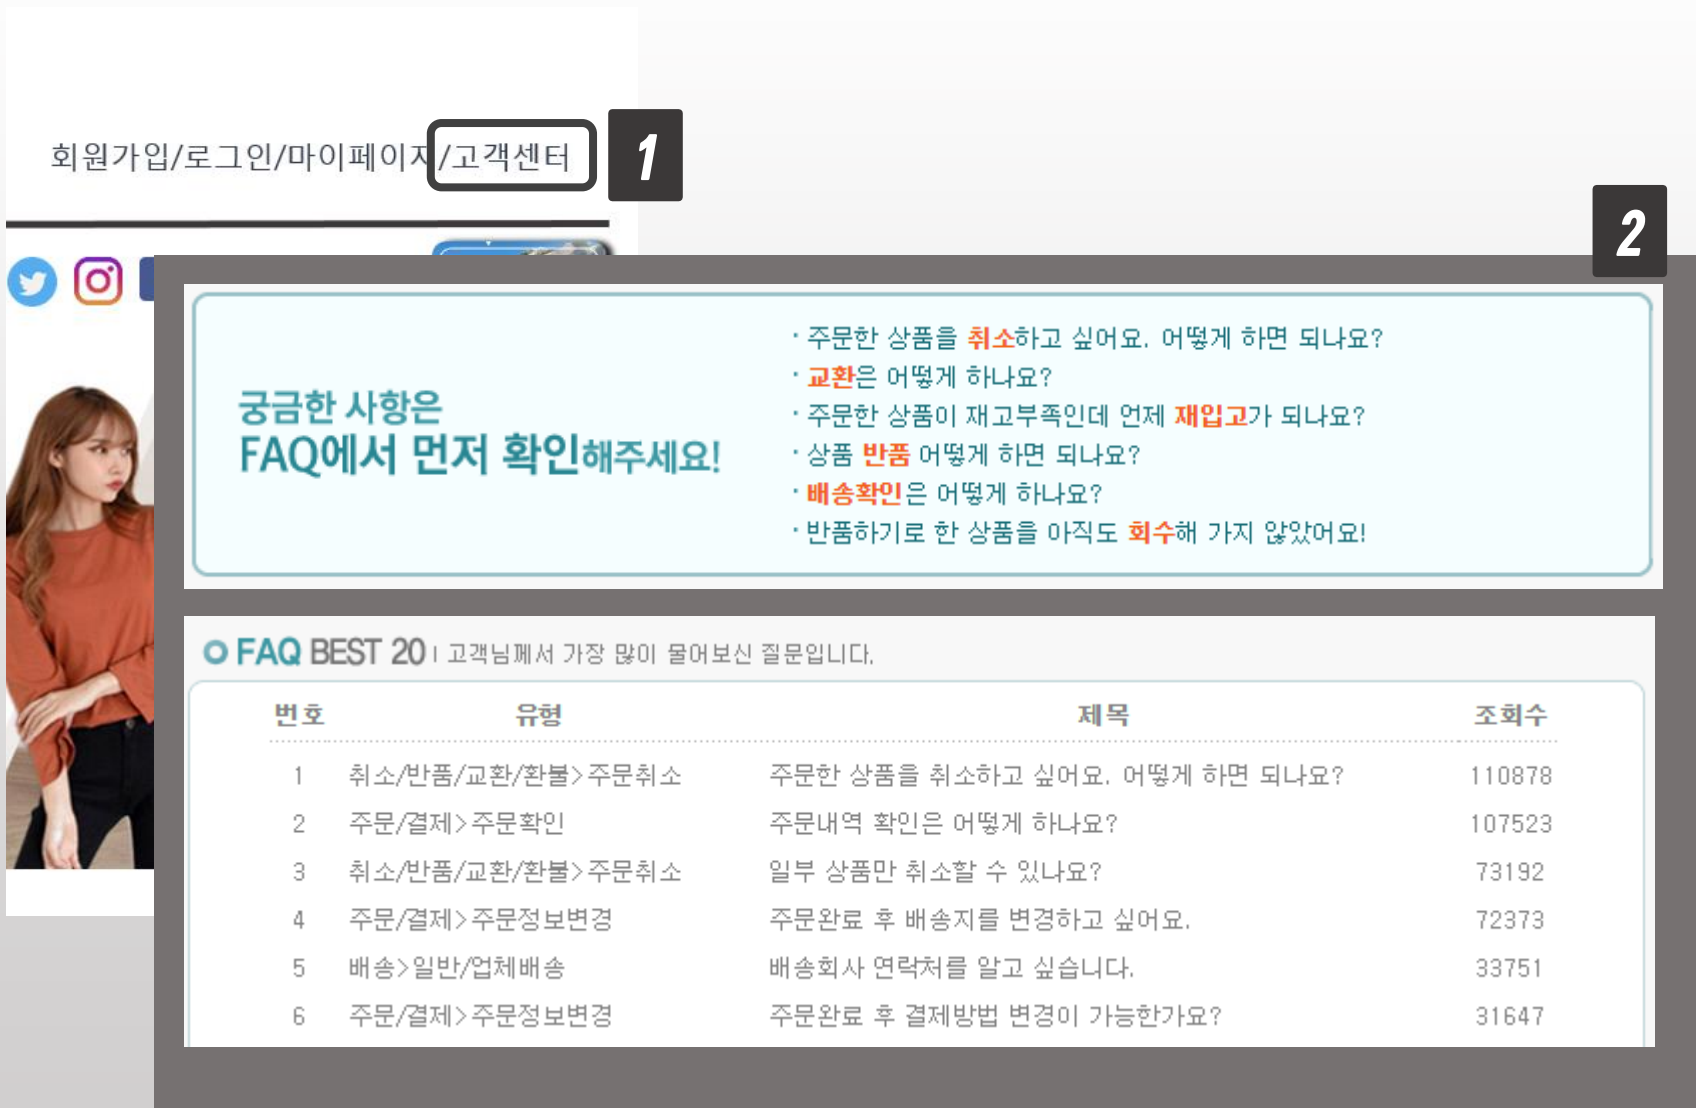 회원가입/로그인/마이페이지/고객센터
1
2
궁금한 사항은
FAQ에서 먼저 확인해주세요!
· 주문한 상품을 취소하고 싶어요. 어떻게 하면 되나요?
· 교환은 어떻게 하나요?
· 주문한 상품이 재고부족인데 언제 재입고가 되나요?
· 상품 반품 어떻게 하면 되나요?
· 배송확인은 어떻게 하나요?
· 반품하기로 한 상품을 아직도 회수해 가지 않았어요!
FAQ BEST 20 | 고객님께서 가장 많이 물어보신 질문입니다.
번호 유형 제목 조회수
1 취소/반품/교환/환불>주문취소 주문한 상품을 취소하고 싶어요. 어떻게 하면 되나요? 110878
2 주문/결제>주문확인 주문내역 확인은 어떻게 하나요? 107523
3 취소/반품/교환/환불>주문취소 일부 상품만 취소할 수 있나요? 73192
4 주문/결제>주문정보변경 주문완료 후 배송지를 변경하고 싶어요. 72373
5 배송>일반/업체배송 배송회사 연락처를 알고 싶습니다. 33751
6 주문/결제>주문정보변경 주문완료 후 결제방법 변경이 가능한가요? 31647